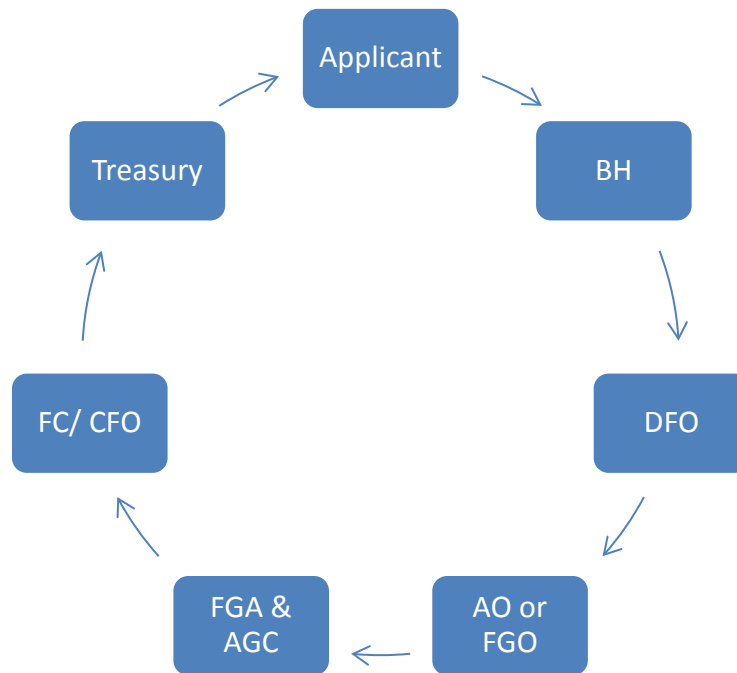 Applicant
BH
DFO
AO or
FGO
FGA &
AGC
FC/ CFO
Treasury